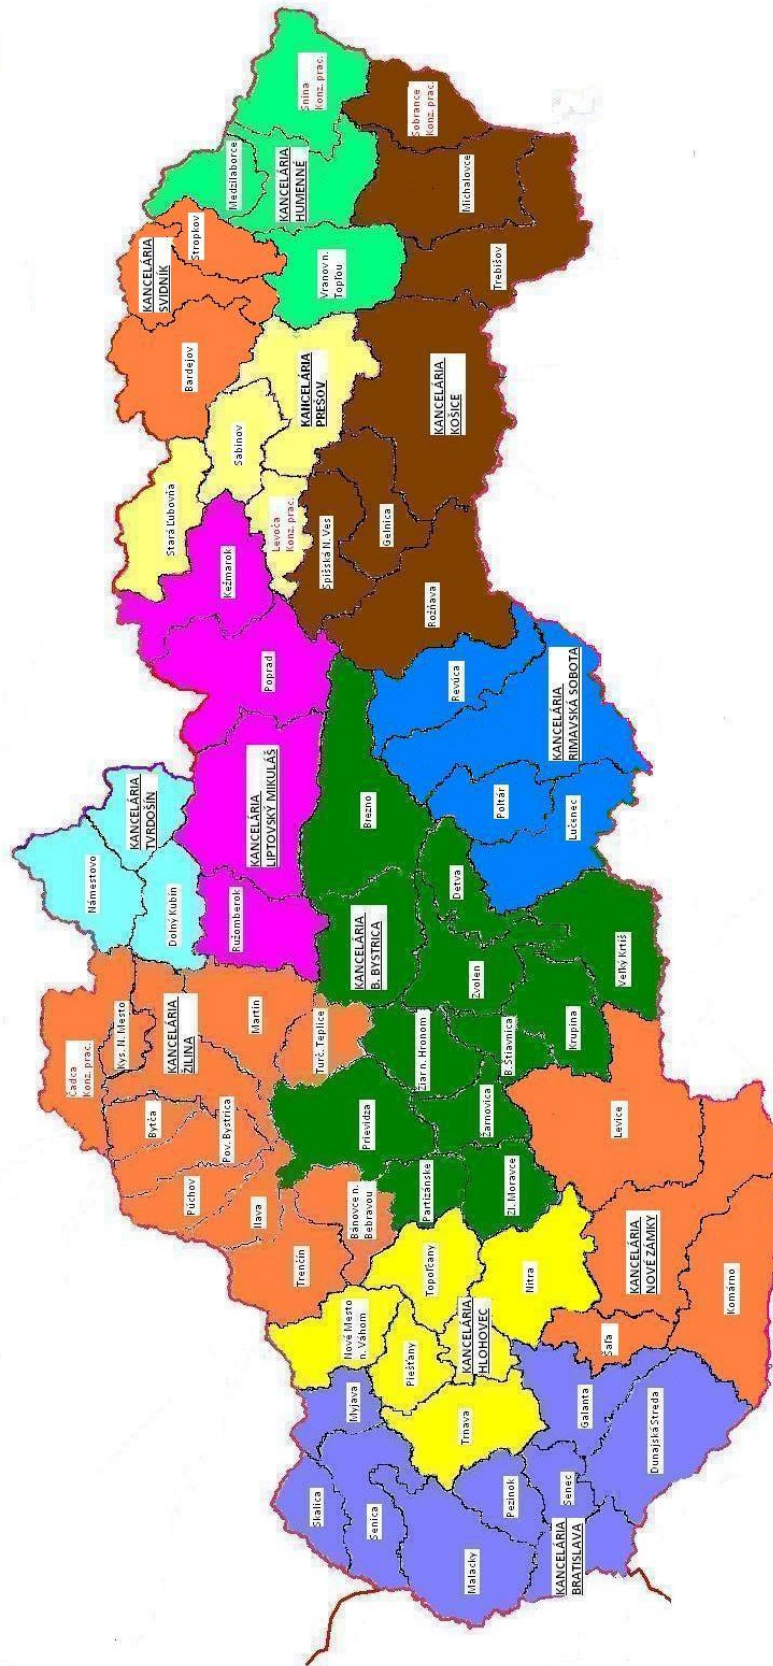 Skalica
Senica
Malacky
Myjava
Pezinok
Senec
KANCELÁRIA
BRATISLAVA
Galanta
Dunajská Streda
Nové Mesto
n. Váhom
Piešťany
Trnava
KANCELÁRIA
HLOHOVEC
Topoľčany
Nitra
Šaľa
KANCELÁRIA
NOVÉ ZÁMKY
Komárno
Levice
Trenčín
Ilava
Púchov
Pov. Bystrica
Bytča
Bánovce n.
Bebravou
Čadca
Konz. prac.
Kys. N. Mesto
KANCELÁRIA
ŽILINA
Martin
Turč. Teplice
Partizánske
Prievidza
Zl. Moravce
Žarnovica
Žiar n. Hronom
B. Štiavnica
Krupina
Zvolen
Veľký Krtíš
KANCELÁRIA
B. BYSTRICA
Detva
Brezno
Námestovo
KANCELÁRIA
TVRDOŠÍN
Dolný Kubín
Ružomberok
KANCELÁRIA
LIPTOVSKÝ MIKULÁŠ
Poprad
Kežmarok
Lučenec
Poltár
KANCELÁRIA
RIMAVSKÁ SOBOTA
Revúca
Stará Ľubovňa
Levoča
Konz. prac.
Sabinov
KANCELÁRIA
PREŠOV
Rožňava
Spišská N. Ves
Gelnica
KANCELÁRIA
KOŠICE
Trebišov
Michalovce
Sobrance
Konz. prac.
Bardejov
KANCELÁRIA
SVIDNÍK
Stropkov
Vranov n.
Topľou
Medzilaborce
KANCELÁRIA
HUMENNÉ
Snina
Konz. prac.